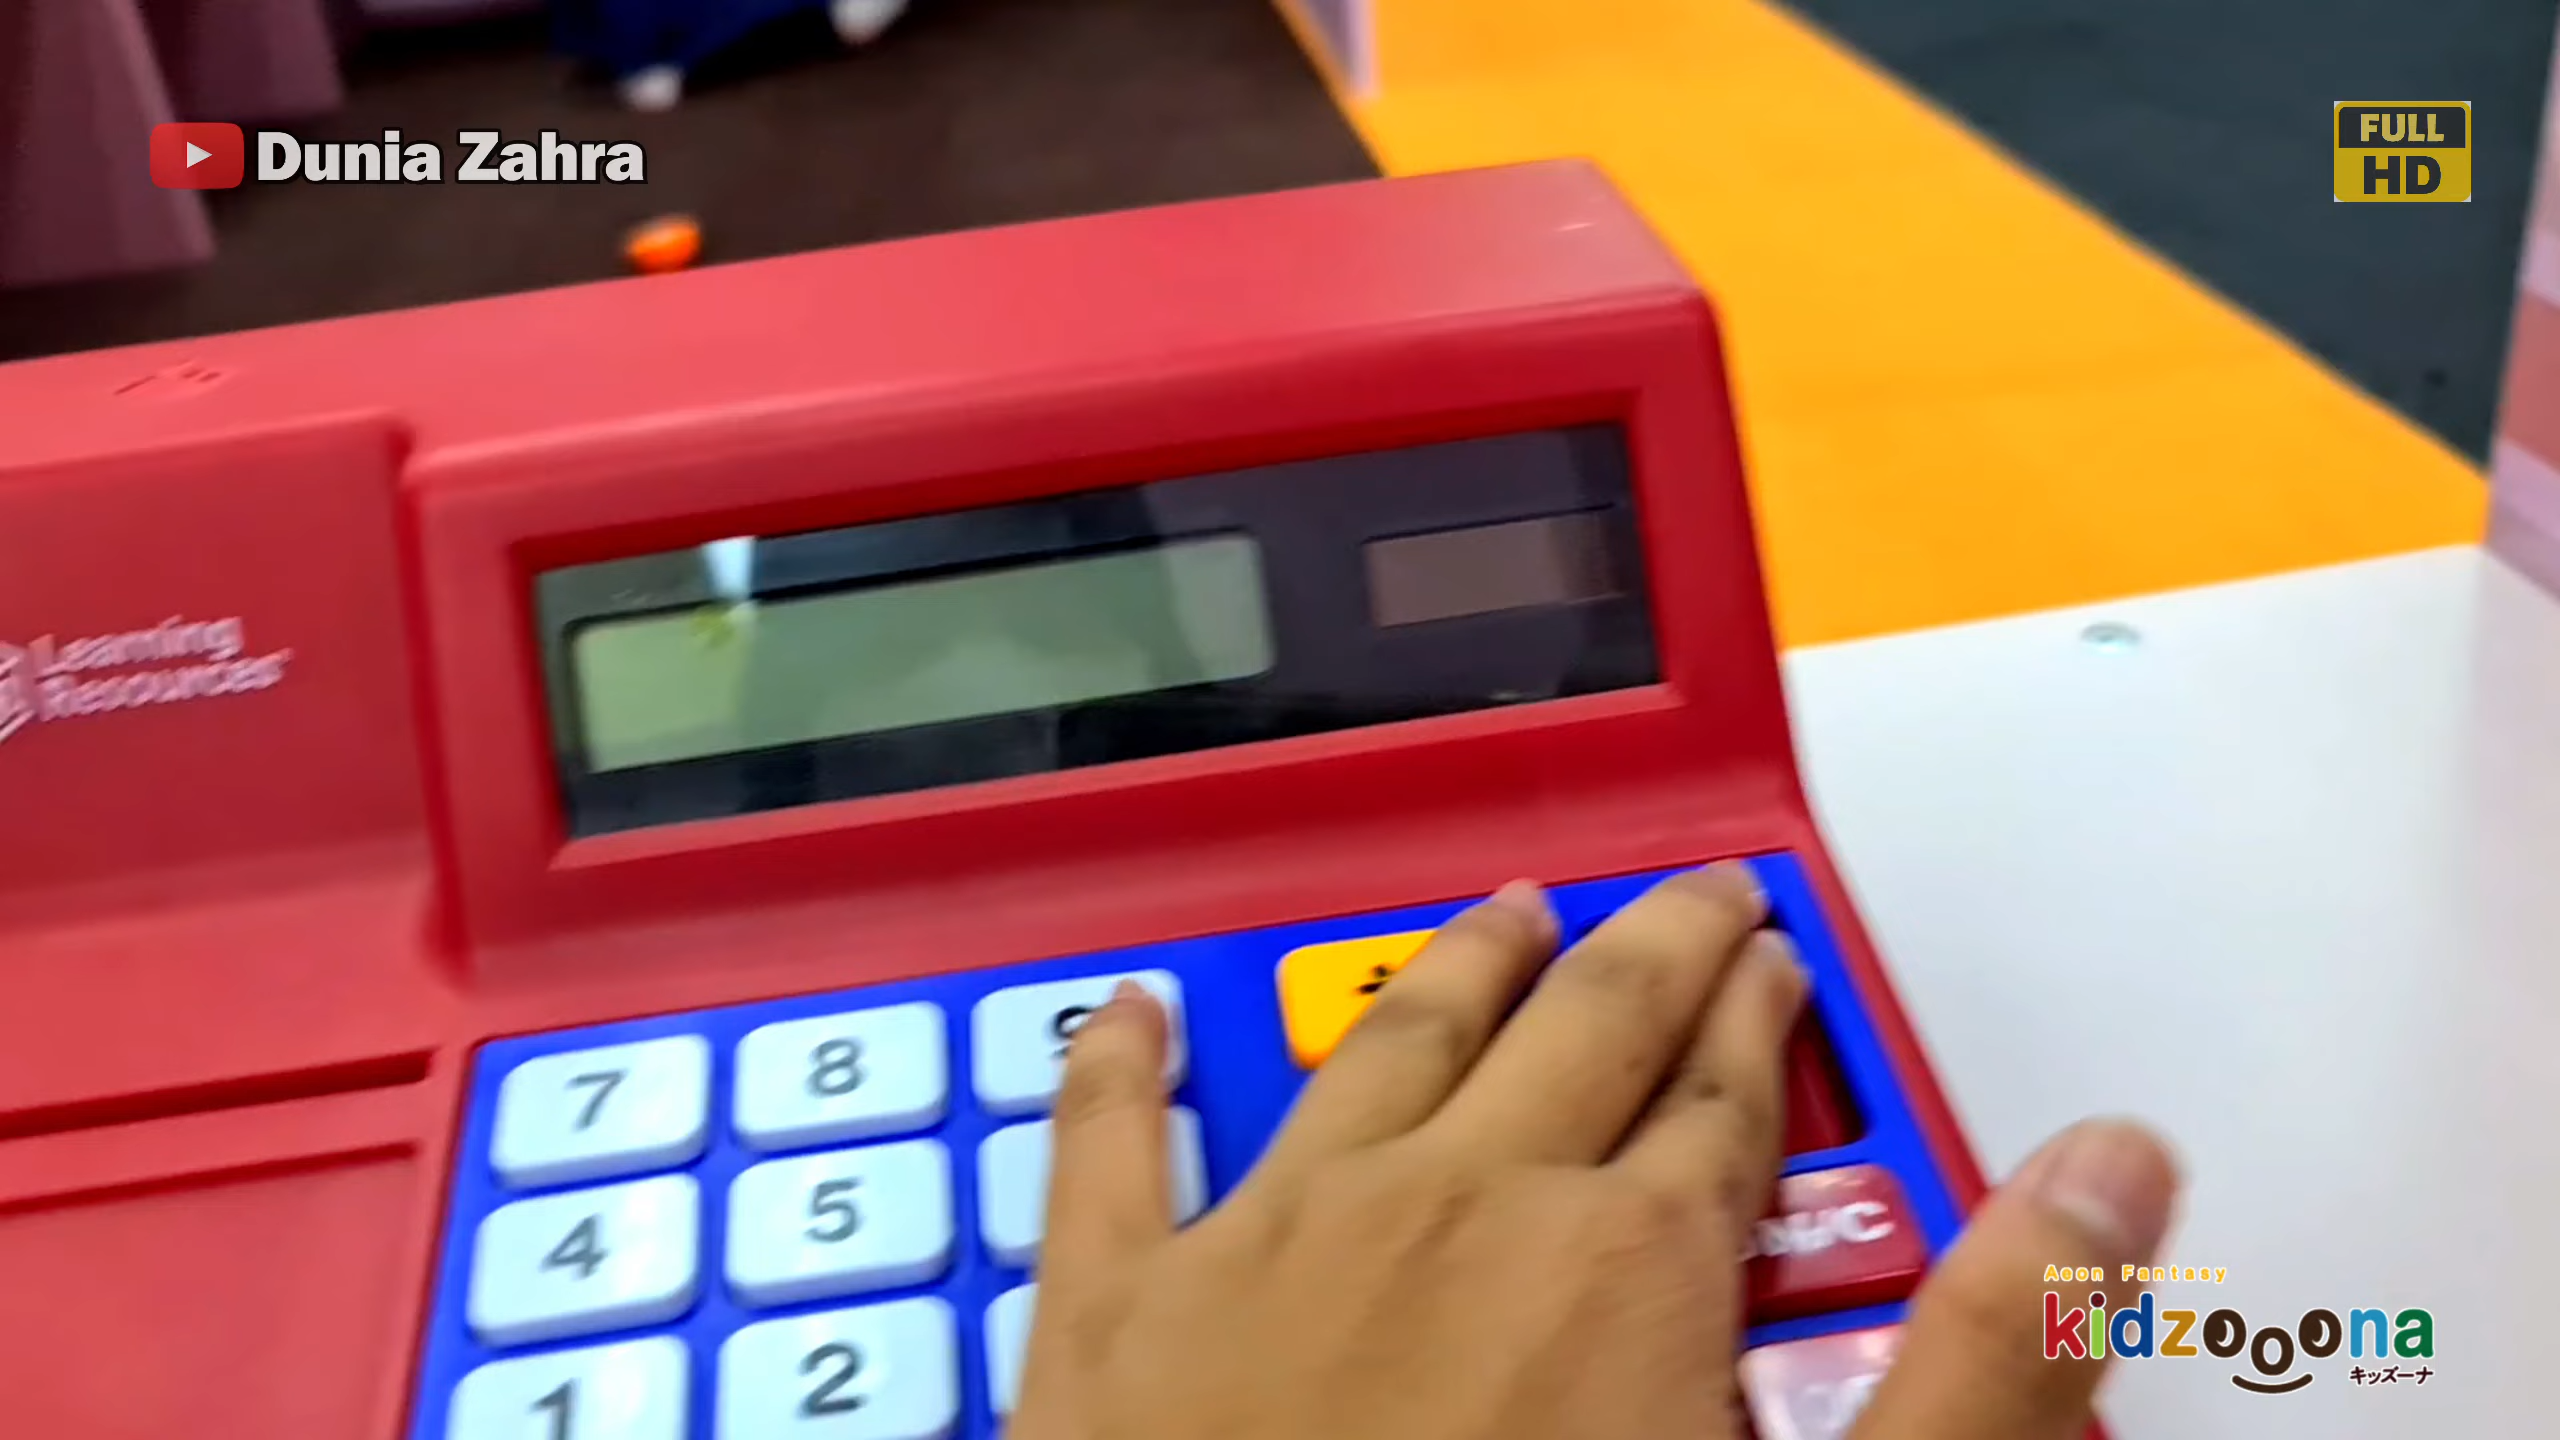 Dunia Zahra
FULL
HD
Learning
Resources
÷
7
8
9
4
5
1
2
Aeon Fantasy
kidzooona
キッズーナ